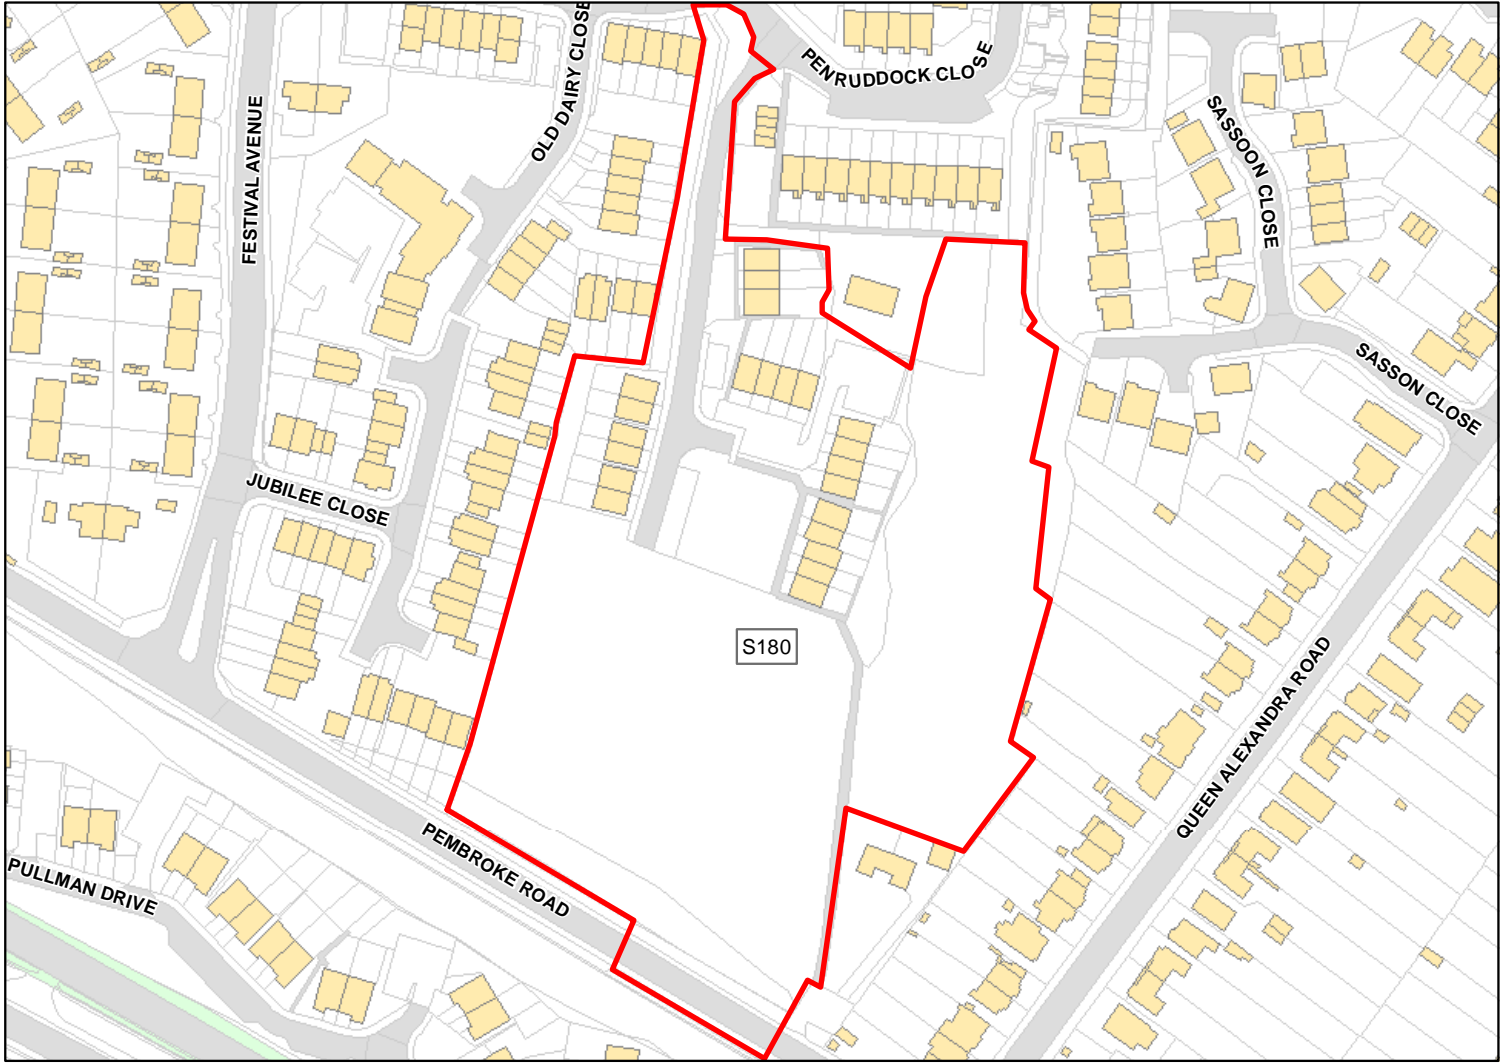 OLD DAIRY CLOSE
PENRUDDOCK CLOSE
FESTIVAL AVENUE
SASSOON CLOSE
SASSON CLOSE
JUBILEE CLOSE
S180
QUEEN ALEXANDRA ROAD
PEMBROKE ROAD
PULLMAN DRIVE